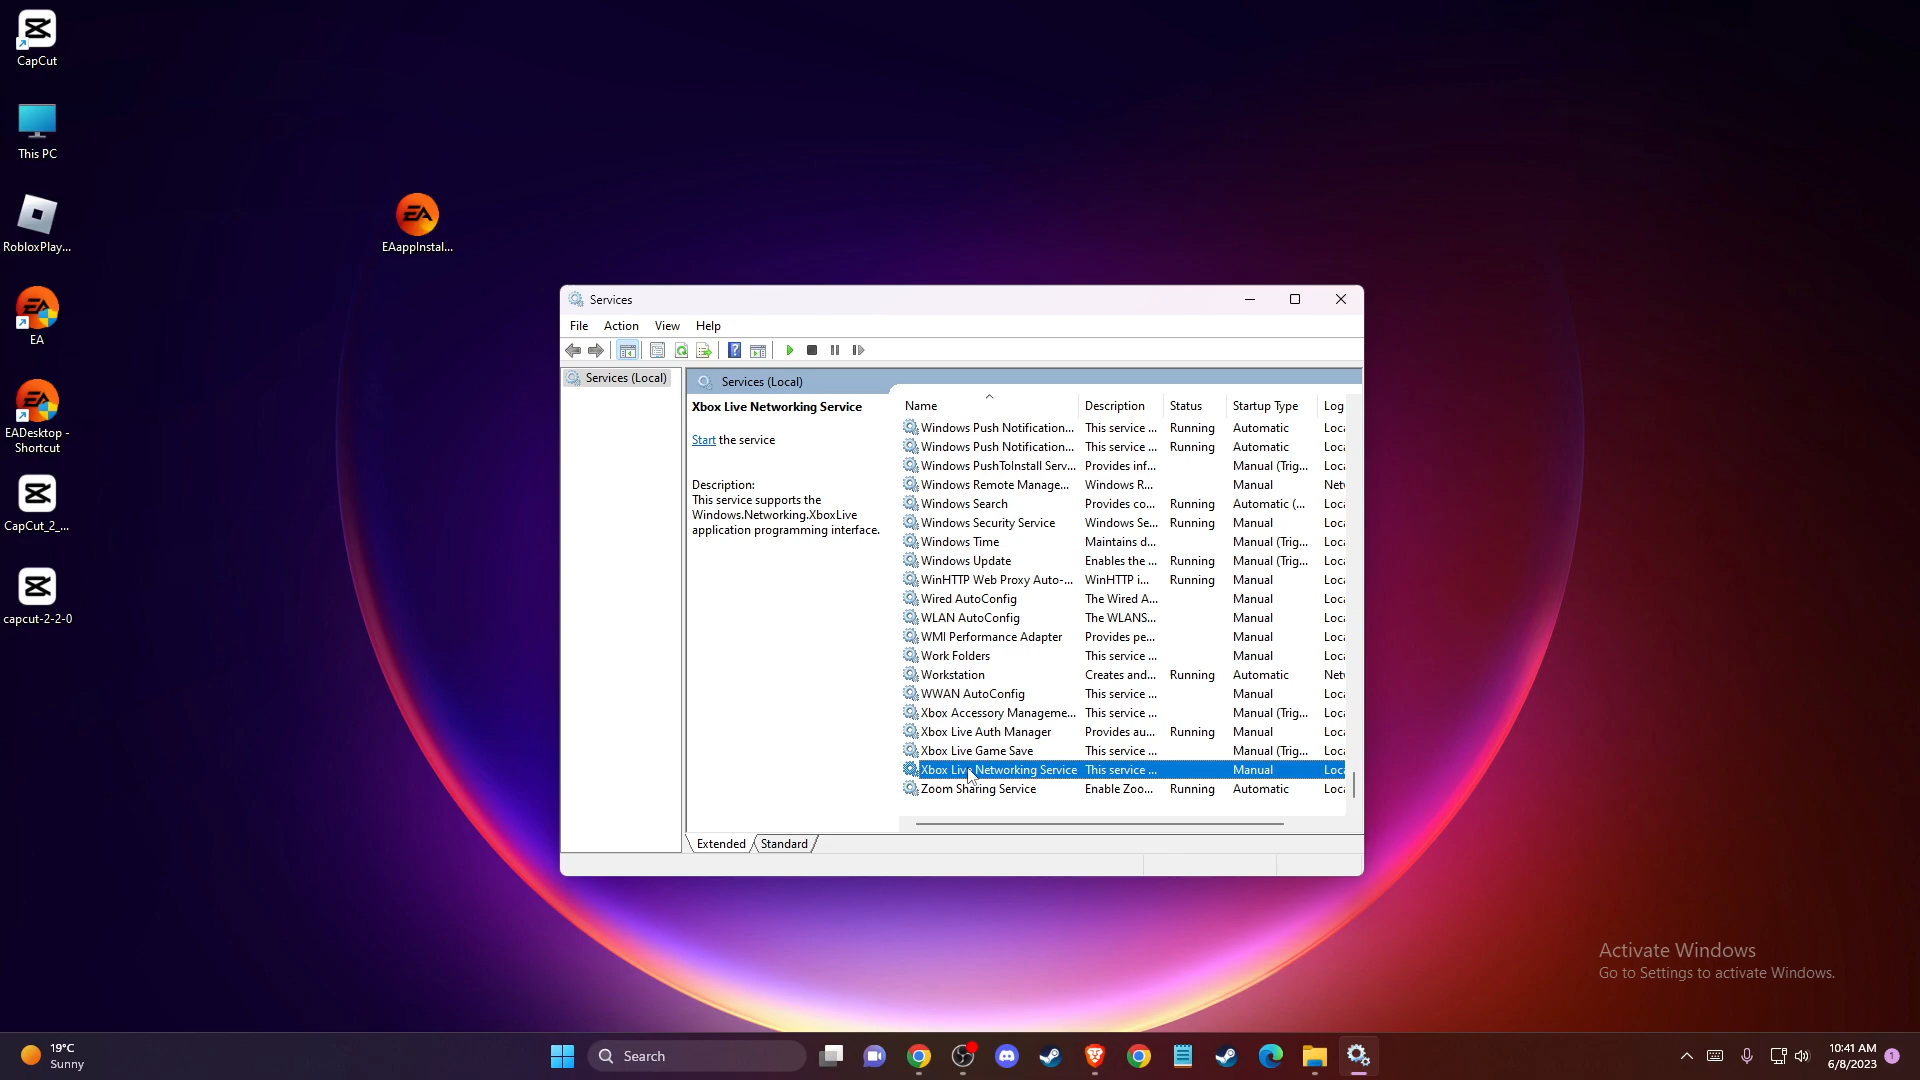 CapCut
This PC
RobloxPlay...
EA
EADesktop -
Shortcut
CapCut_2_...
capcut-2-2-0
EA
EAappInstal...
Services
File Action View Help
Services (Local)
Services (Local)
Xbox Live Networking Service
Start the service
Description:
This service supports the
Windows.Networking.XboxLive
application programming interface.
Name Description Status Startup Type Log
Windows Push Notification... This service ... Running Automatic Loca
Windows Push Notification... This service ... Running Automatic Loca
Windows PushToInstall Serv... Provides inf... Manual (Trig... Loca
Windows Remote Manage... Windows R... Manual Netw
Windows Search Provides co... Running Automatic (... Loca
Windows Security Service Windows Se... Running Manual Loca
Windows Time Maintains d... Manual (Trig... Loca
Windows Update Enables the ... Running Manual (Trig... Loca
WinHTTP Web Proxy Auto-... WinHTTP i... Running Manual Loca
Wired AutoConfig The Wired A... Manual Loca
WLAN AutoConfig The WLANS... Manual Loca
WMI Performance Adapter Provides pe... Manual Loca
Work Folders This service ... Manual Loca
Workstation Creates and... Running Automatic Netw
WWAN AutoConfig This service ... Manual Loca
Xbox Accessory Manageme... This service ... Manual (Trig... Loca
Xbox Live Auth Manager Provides au... Running Manual Loca
Xbox Live Game Save This service ... Manual (Trig... Loca
Xbox Live Networking Service This service ... Manual Loca
Zoom Sharing Service Enable Zoo... Running Automatic Loca
Extended Standard
Activate Windows
Go to Settings to activate Windows.
19°C
Sunny
Search
10:41 AM
6/8/2023
1